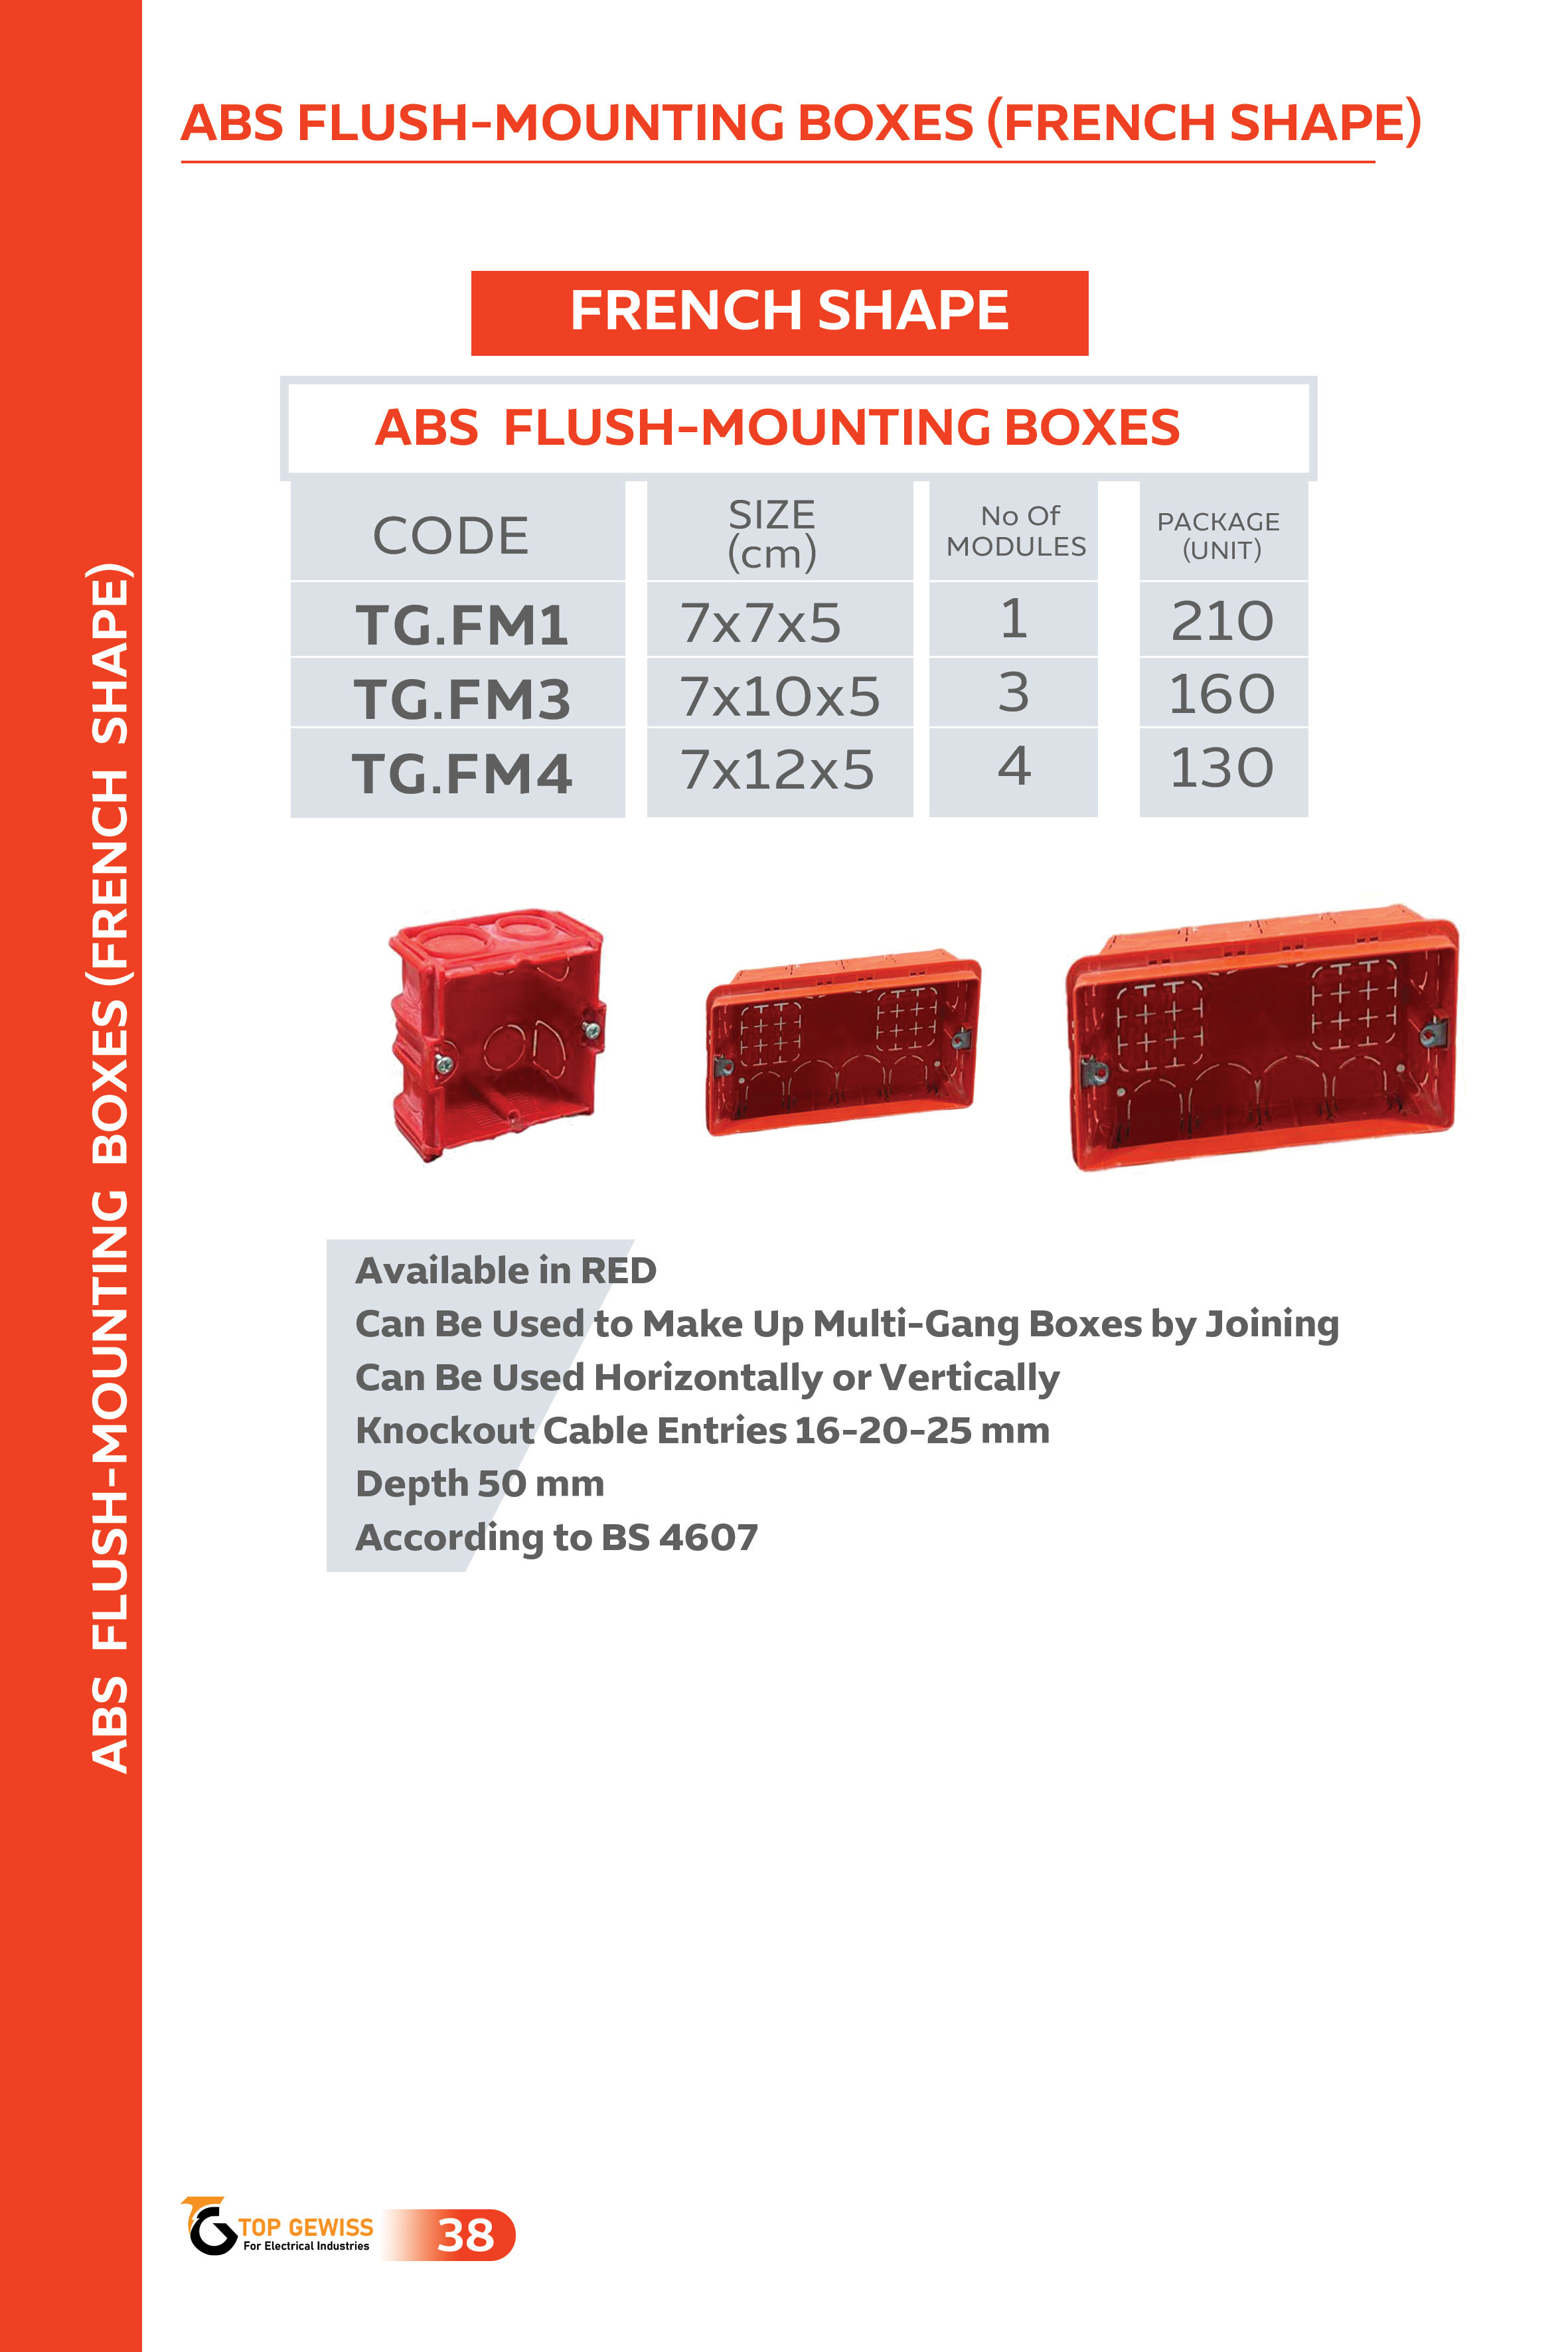 ABS FLUSH-MOUNTING BOXES (FRENCH SHAPE)
FRENCH SHAPE
ABS FLUSH-MOUNTING BOXES
CODE SIZE (cm) No Of MODULES PACKAGE (UNIT)
TG.FM1 7x7x5 1 210
TG.FM3 7x10x5 3 160
TG.FM4 7x12x5 4 130
Available in RED
Can Be Used to Make Up Multi-Gang Boxes by Joining
Can Be Used Horizontally or Vertically
Knockout Cable Entries 16-20-25 mm
Depth 50 mm
According to BS 4607
ABS FLUSH-MOUNTING BOXES (FRENCH SHAPE)
TG TOP GEWISS
For Electrical Industries
38